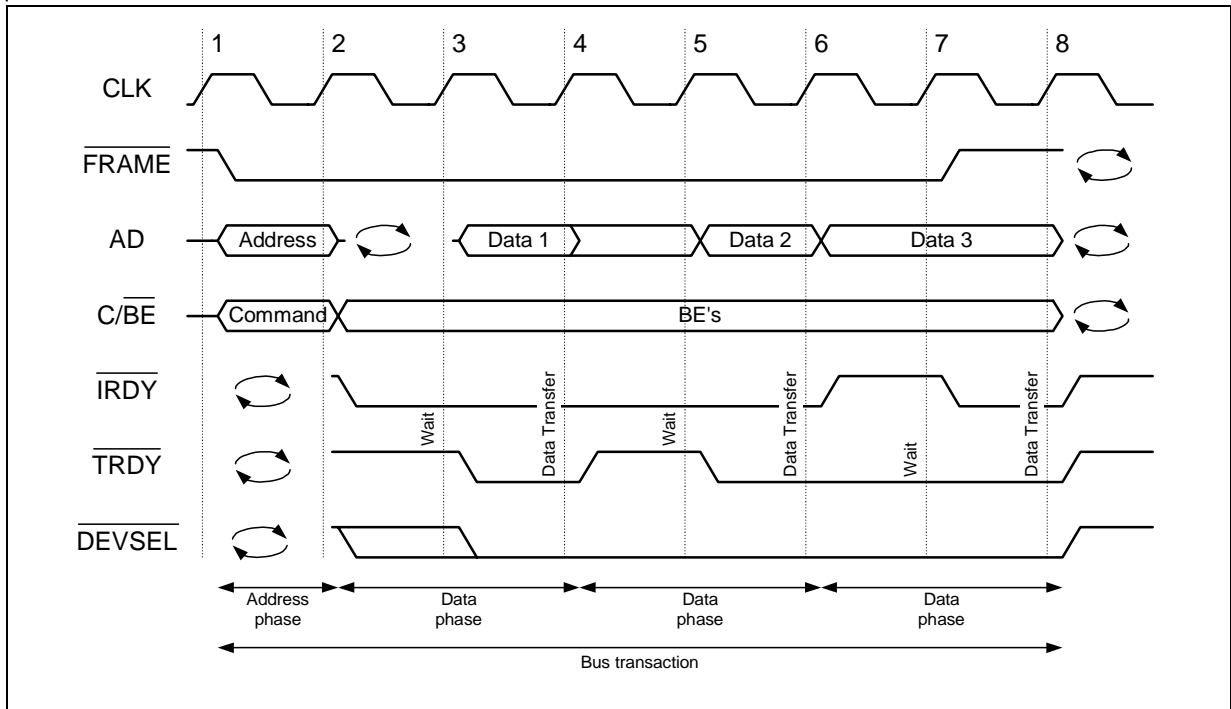 1 2 3 4 5 6 7 8
CLK
FRAME
AD
Address
Data 1
Data 2
Data 3
C/BE
Command
BE's
IRDY
Wait
Data Transfer
Wait
Data Transfer
Wait
Data Transfer
TRDY
DEVSEL
Address
phase
Data
phase
Data
phase
Data
phase
Bus transaction